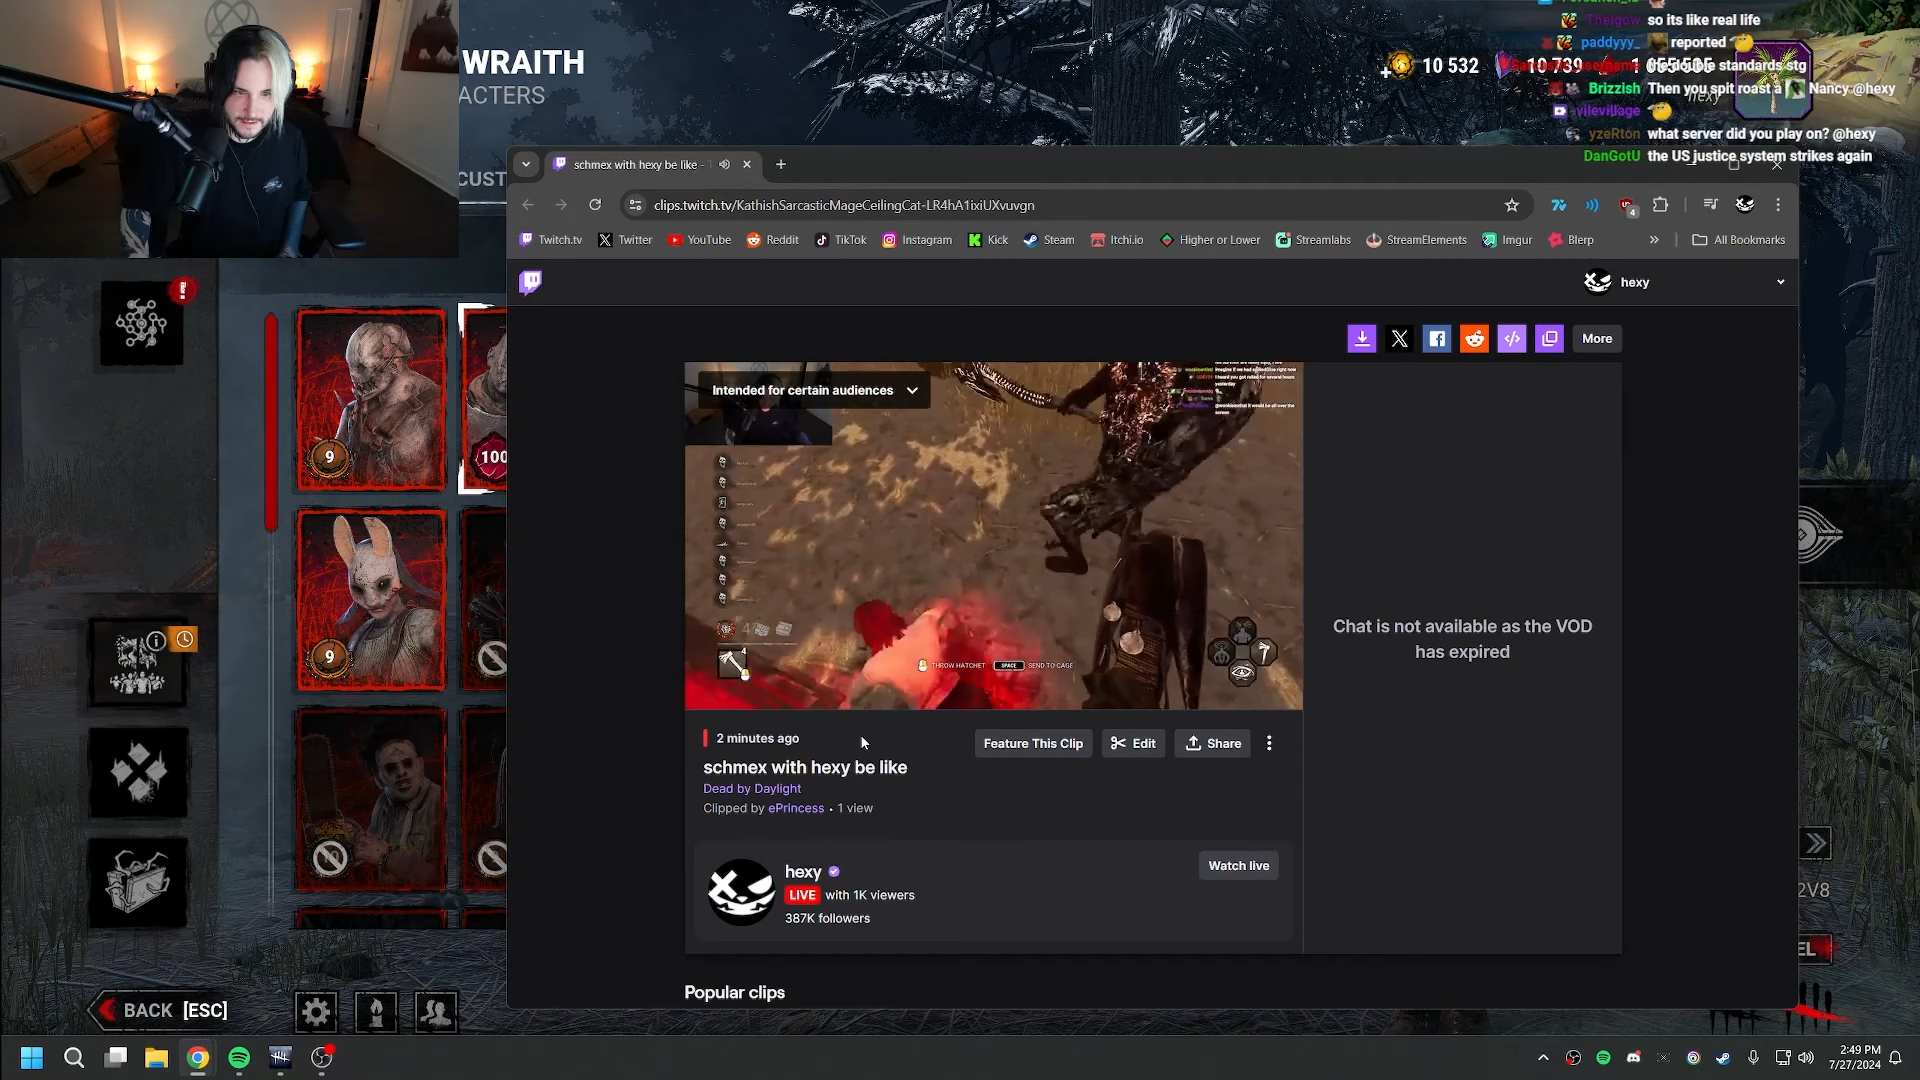 WRAITH
ACTERS
CUST
10 532
10 739
hexy
Thelgow so its like real life
paddyyy_ reported
the double standards stg
Brizzish Then you spit roast a Nancy @hexy
vilevillage
yzeRton what server did you play on? @hexy
DanGotU the US justice system strikes again
schmex with hexy be like -
clips.twitch.tv/KathishSarcasticMageCeilingCat-LR4hA1ixiUXvuvgn
4
Twitch.tv
Twitter
YouTube
Reddit
TikTok
Instagram
Kick
Steam
Itch.io
Higher or Lower
Streamlabs
StreamElements
Imgur
Blerp
All Bookmarks
hexy
More
Intended for certain audiences
THROW HATCHET
SPACE SEND TO CAGE
Chat is not available as the VOD
has expired
2 minutes ago
Feature This Clip
Edit
Share
schmex with hexy be like
Dead by Daylight
Clipped by ePrincess • 1 view
hexy
LIVE with 1K viewers
387K followers
Watch live
Popular clips
9
100
9
2V8
EL
BACK [ESC]
2:49 PM
7/27/2024